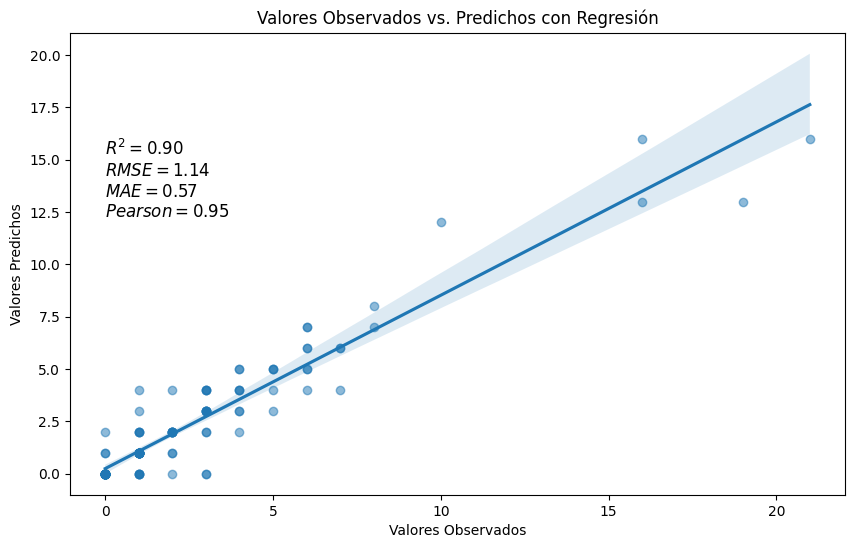 Valores Observados vs. Predichos con Regresión
20.0
17.5
15.0
12.5
10.0
7.5
5.0
2.5
0.0
Valores Predichos
R² = 0.90
RMSE = 1.14
MAE = 0.57
Pearson = 0.95
0 5 10 15 20
Valores Observados